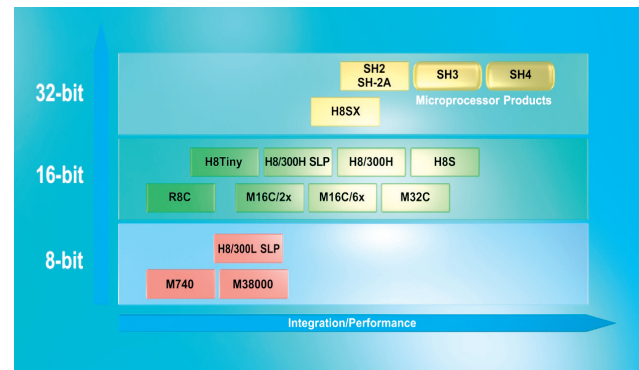 32-bit
SH2
SH-2A
SH3
SH4
Microprocessor Products
H8SX
16-bit
H8Tiny
H8/300H SLP
H8/300H
H8S
R8C
M16C/2x
M16C/6x
M32C
8-bit
H8/300L SLP
M740
M38000
Integration/Performance